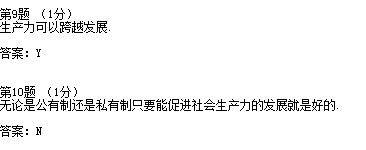 第9题 （1分）
生产力可以跨越发展.
答案：Y
第10题 （1分）
无论是公有制还是私有制只要能促进社会生产力的发展就是好的.
答案：N